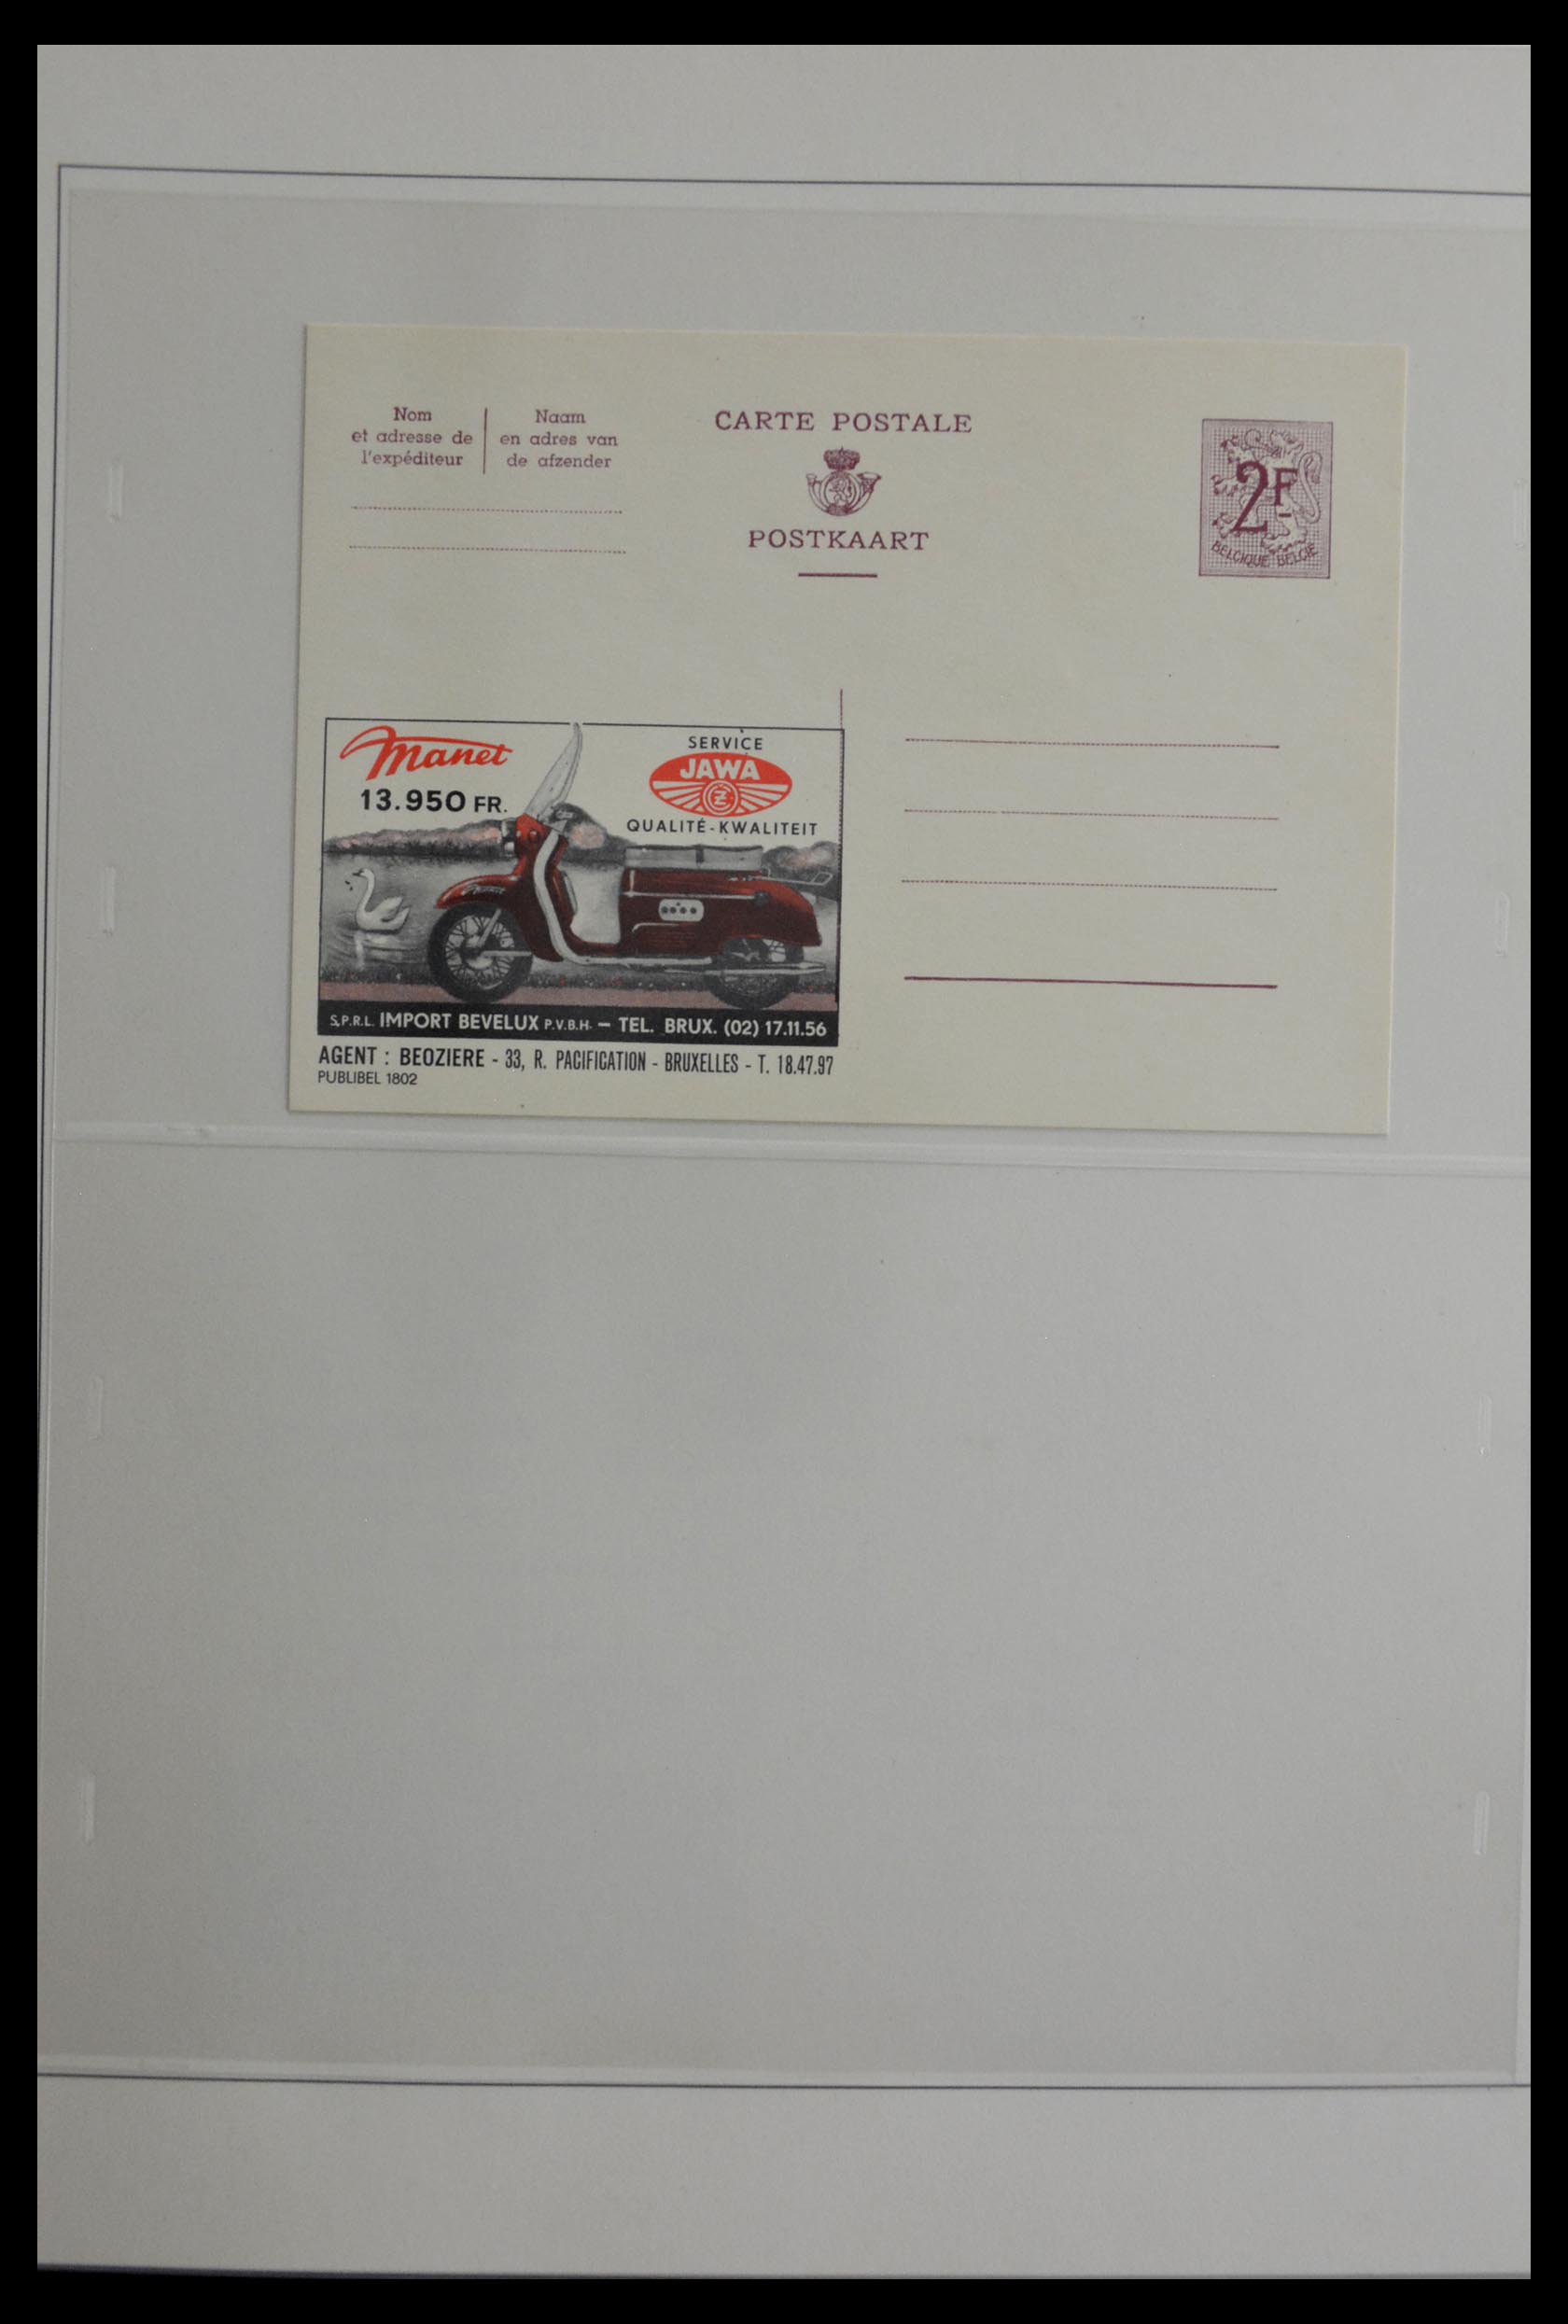 Nom
et adresse de
l'expéditeur
Naam
en adres van
de afzender
CARTE POSTALE
POSTKAART
2F
BELGIQUE BELGIE
Manet
13.950 FR.
SERVICE
JAWA
CZ
QUALITÉ-KWALITEIT
S.P.R.L. IMPORT BEVELUX P.V.B.H. – TEL. BRUX. (02) 17.11.56
AGENT : BEOZIERE - 33, R. PACIFICATION - BRUXELLES - T. 18.47.97
PUBLIBEL 1802